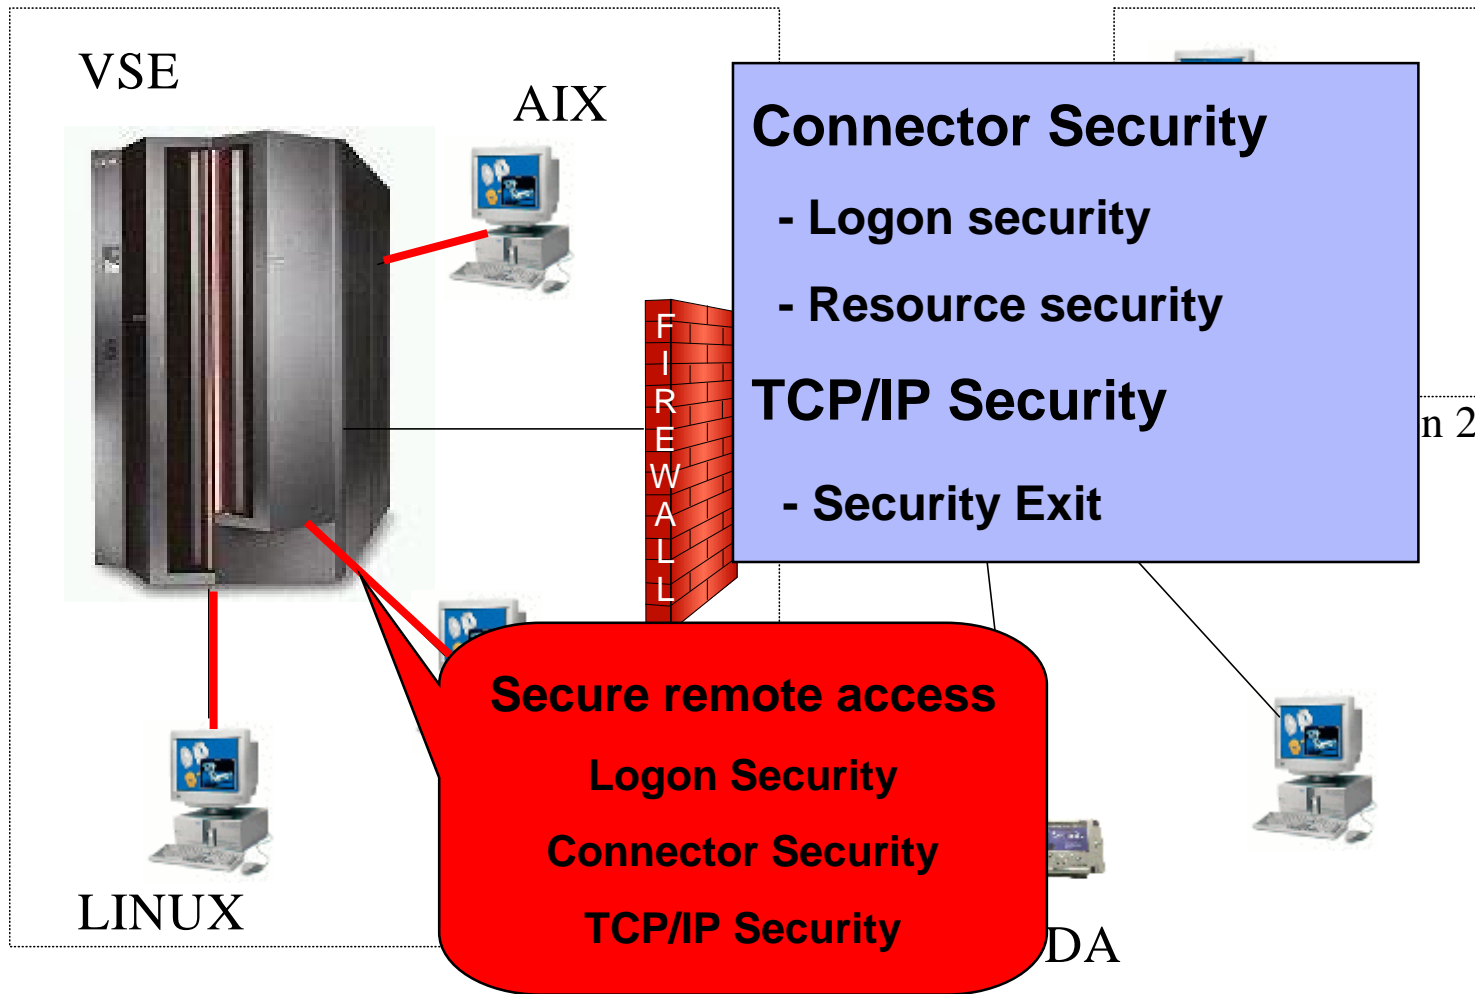 VSE
AIX
Connector Security
- Logon security
- Resource security
TCP/IP Security
- Security Exit
FIREWALL
n 2
Secure remote access
Logon Security
Connector Security
TCP/IP Security
LINUX
DA